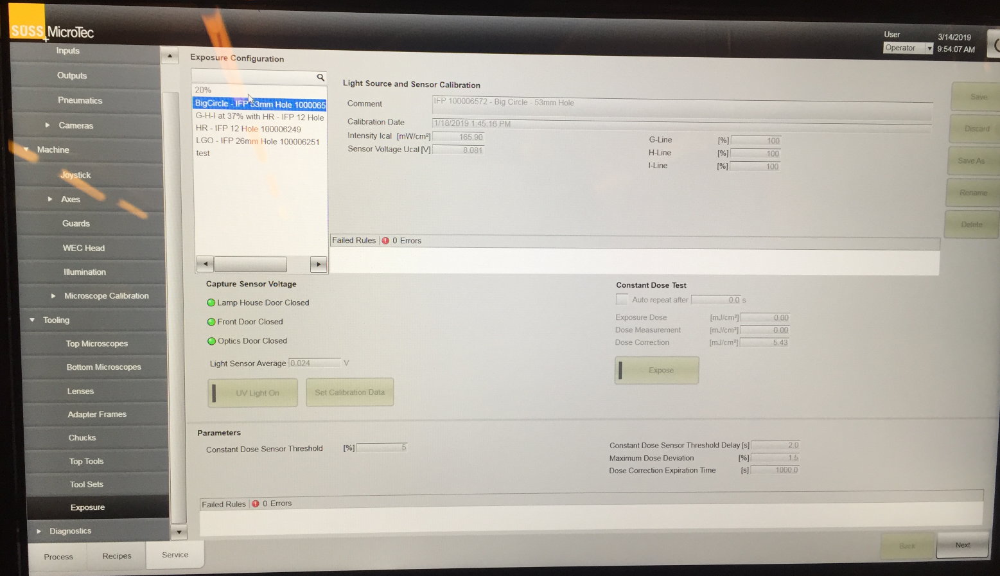 SUSS MicroTec
User
Operator
3/14/2019
9:54:07 AM
Inputs
Outputs
Pneumatics
Cameras
Machine
Joystick
Axes
Guards
WEC Head
Illumination
Microscope Calibration
Tooling
Top Microscopes
Bottom Microscopes
Lenses
Adapter Frames
Chucks
Top Tools
Tool Sets
Exposure
Diagnostics
Exposure Configuration
20%
BigCircle - IFP 53mm Hole 1000065
G-H-I at 37% with HR - IFP 12 Hole
HR - IFP 12 Hole 100006249
LGO - IFP 26mm Hole 100006251
test
Light Source and Sensor Calibration
Comment IFP 100006572 - Big Circle - 53mm Hole
Calibration Date 1/18/2019 1:45:16 PM
Intensity Ical [mW/cm²] 165.90
Sensor Voltage Ucal [V] 8.081
G-Line [%] 100
H-Line [%] 100
I-Line [%] 100
Save
Discard
Save As
Rename
Delete
Failed Rules 0 Errors
Capture Sensor Voltage
Lamp House Door Closed
Front Door Closed
Optics Door Closed
Light Sensor Average 0.024 V
UV Light On
Set Calibration Data
Constant Dose Test
Auto repeat after 0.0 s
Exposure Dose [mJ/cm²] 0.00
Dose Measurement [mJ/cm²] 0.00
Dose Correction [mJ/cm²] 5.43
Expose
Parameters
Constant Dose Sensor Threshold [%] 5
Constant Dose Sensor Threshold Delay [s] 2.0
Maximum Dose Deviation [%] 1.5
Dose Correction Expiration Time [s] 1000.0
Failed Rules 0 Errors
Process
Recipes
Service
Back
Next